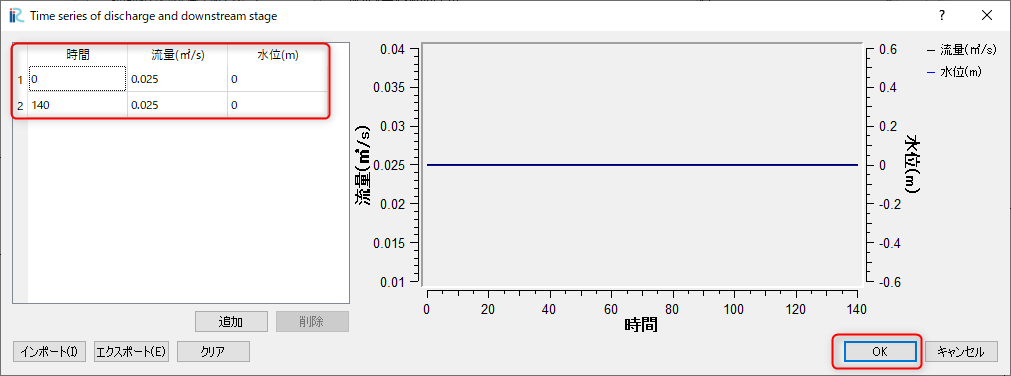 Time series of discharge and downstream stage
? ×
時間 流量(㎥/s) 水位(m)
1 0 0.025 0
2 140 0.025 0
追加 削除
インポート(I) エクスポート(E) クリア
流量(㎥/s)
0.04
0.035
0.03
0.025
0.02
0.015
0.01
0 20 40 60 80 100 120 140
時間
0.6
0.4
0.2
0
-0.2
-0.4
-0.6
水位(m)
流量(㎥/s)
水位(m)
OK キャンセル